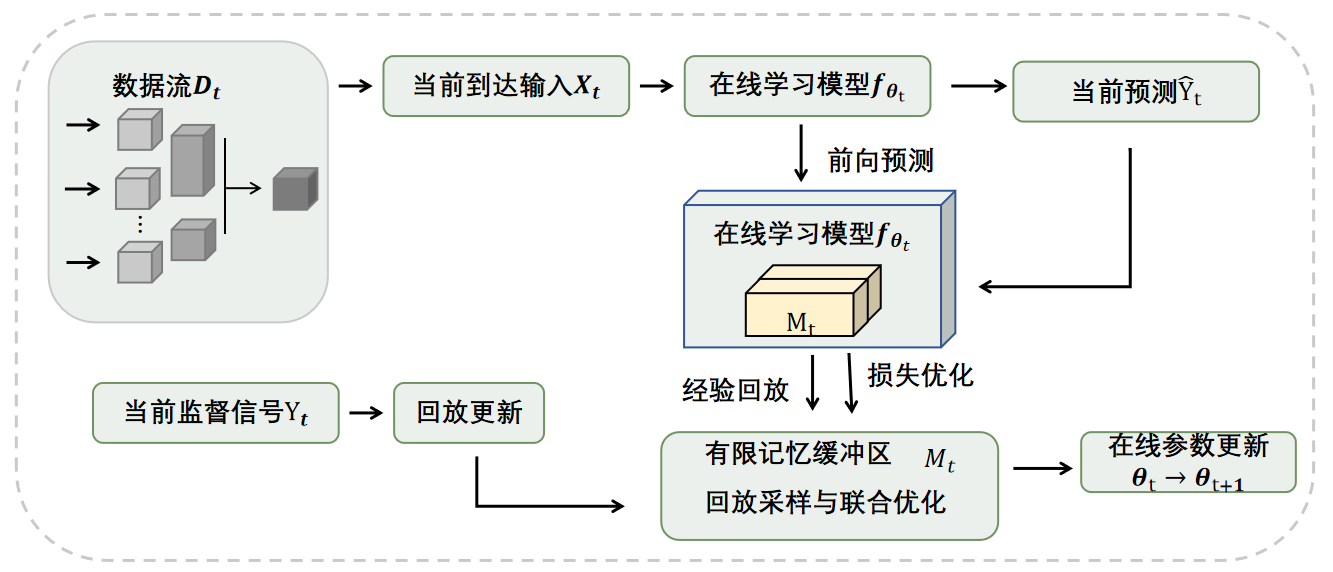 数据流Dₜ
当前到达输入Xₜ
在线学习模型f_θₜ
当前预测Ŷₜ
前向预测
⋮
在线学习模型f_θₜ
Mₜ
经验回放
损失优化
当前监督信号Yₜ
回放更新
有限记忆缓冲区 Mₜ
回放采样与联合优化
在线参数更新
θₜ → θₜ₊₁